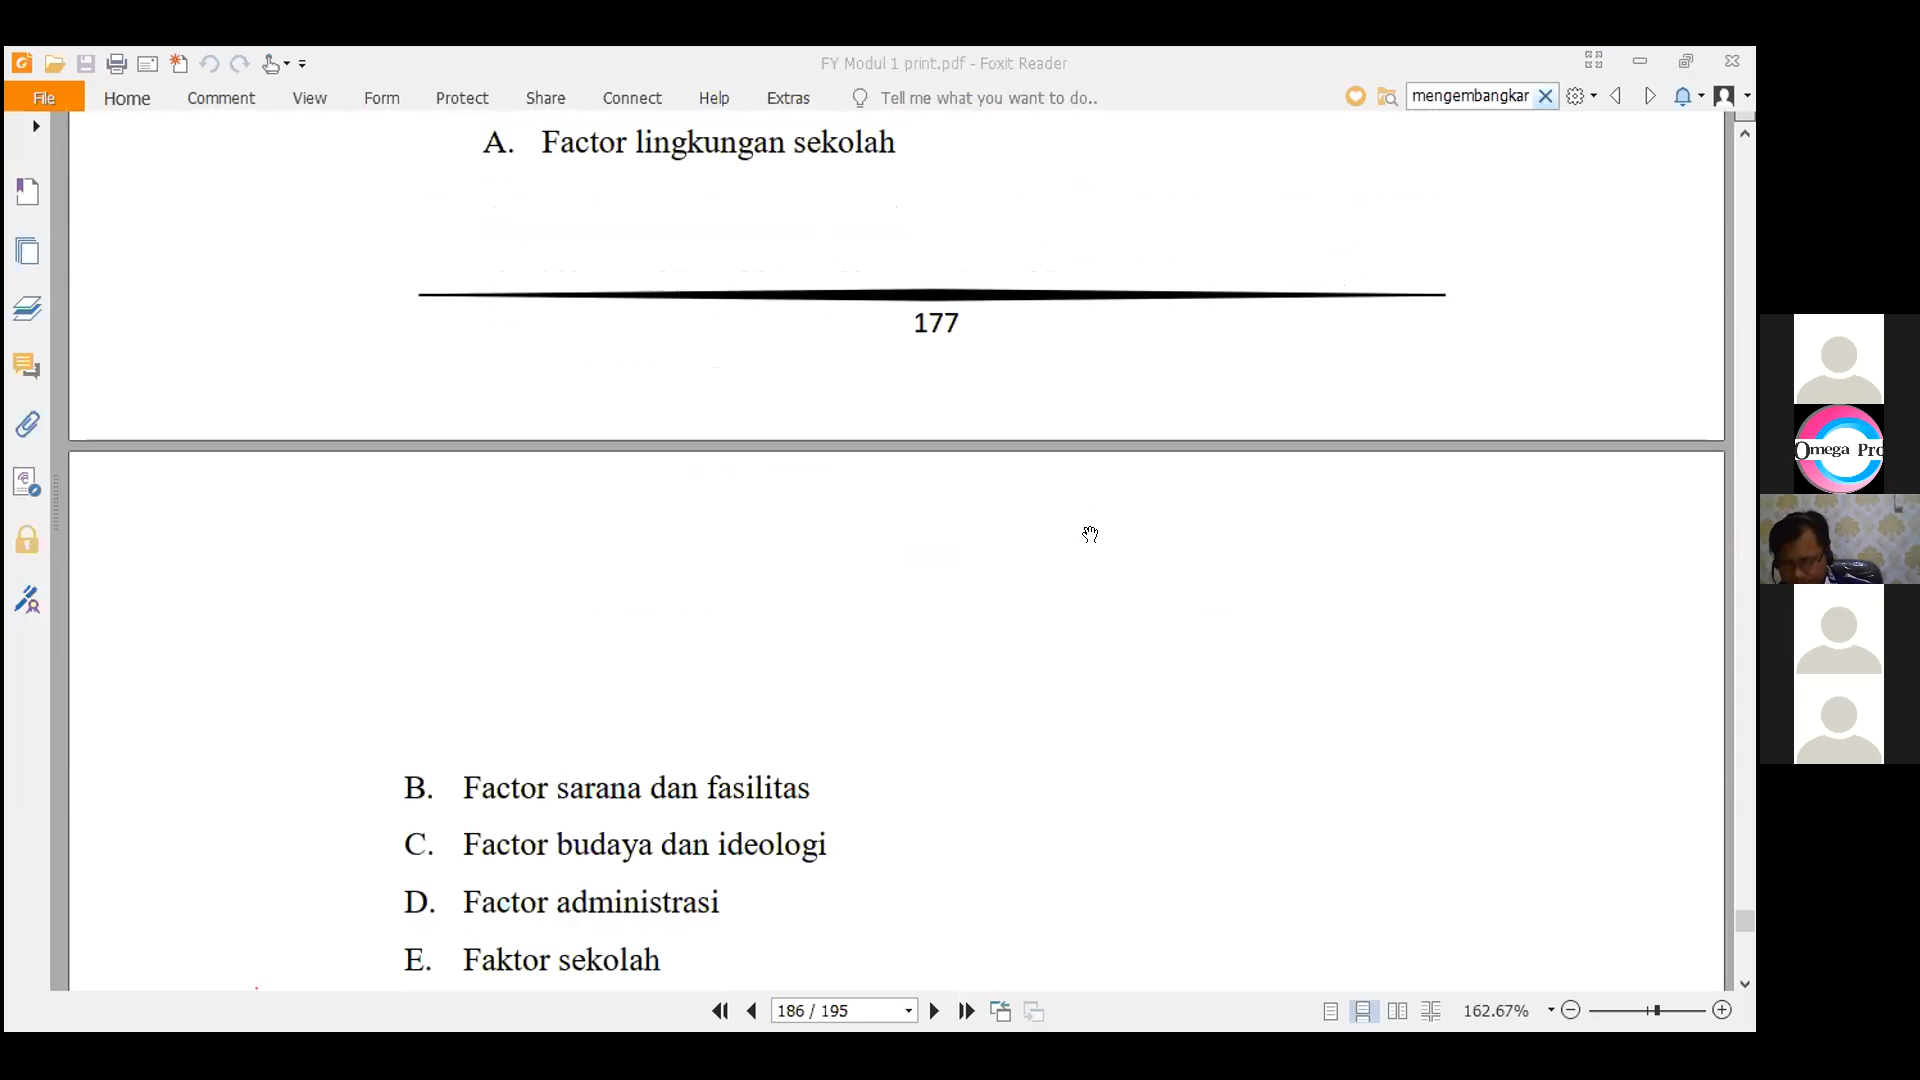 FY Modul 1 print.pdf - Foxit Reader
File Home Comment View Form Protect Share Connect Help Extras Tell me what you want to do.. mengembangkar
A. Factor lingkungan sekolah
177
Omega Pro
B. Factor sarana dan fasilitas
C. Factor budaya dan ideologi
D. Factor administrasi
E. Faktor sekolah
186 / 195 162.67%